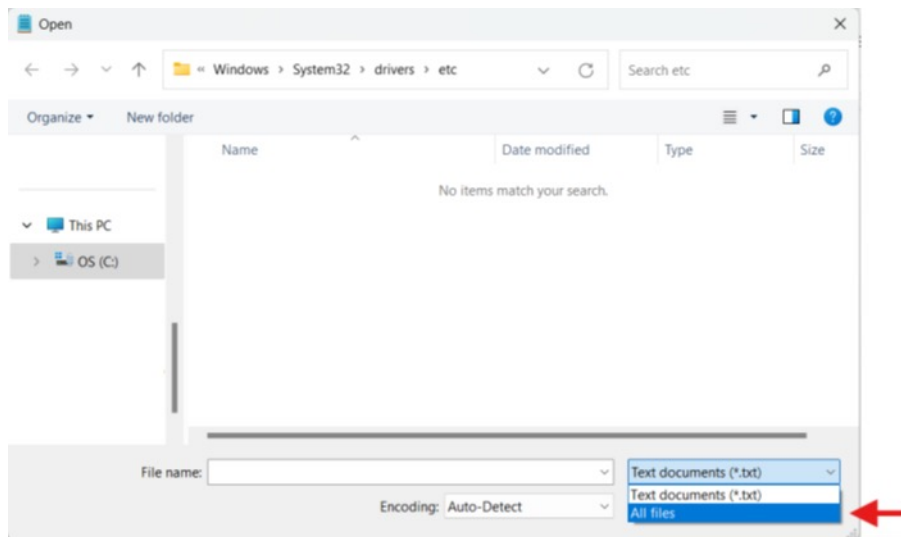 Open
« Windows > System32 > drivers > etc
Search etc
Organize
New folder
Name
Date modified
Type
Size
No items match your search.
This PC
OS (C:)
File name:
Text documents (*.txt)
Text documents (*.txt)
All files
Encoding:
Auto-Detect